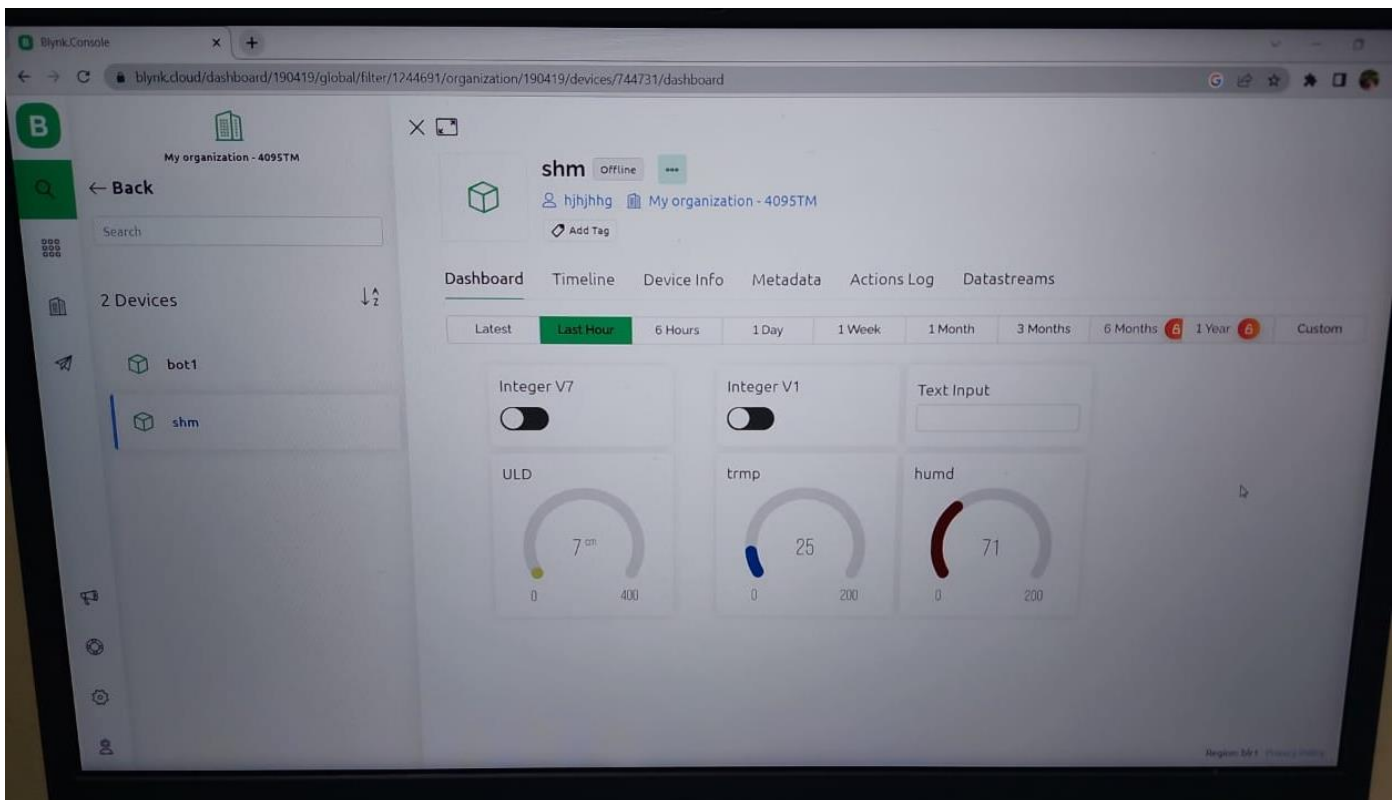 Blynk.Console
blynk.cloud/dashboard/190419/global/filter/1244691/organization/190419/devices/744731/dashboard
G
B
My organization - 4095TM
Back
Search
2 Devices
A
Z
bot1
shm
shm Offline
hjhjhhg My organization - 4095TM
Add Tag
Dashboard Timeline Device Info Metadata Actions Log Datastreams
Latest Last Hour 6 Hours 1 Day 1 Week 1 Month 3 Months 6 Months 1 Year Custom
Integer V7 Integer V1 Text Input
ULD trmp humd
7 cm 25 71
0 400 0 200 0 200
Region: blr1 Privacy Policy